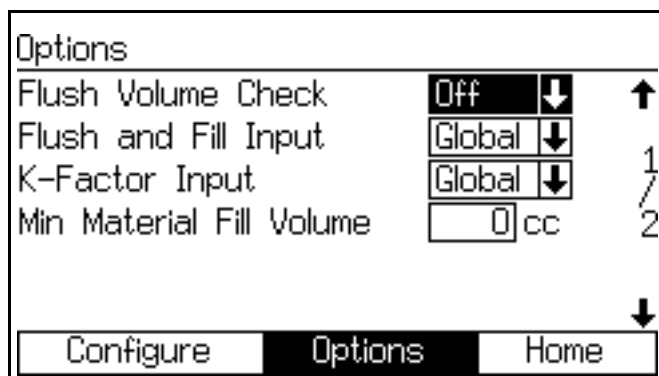 Options
Flush Volume Check Off
Flush and Fill Input Global
K-Factor Input Global
Min Material Fill Volume 0 cc
1/2
Configure Options Home